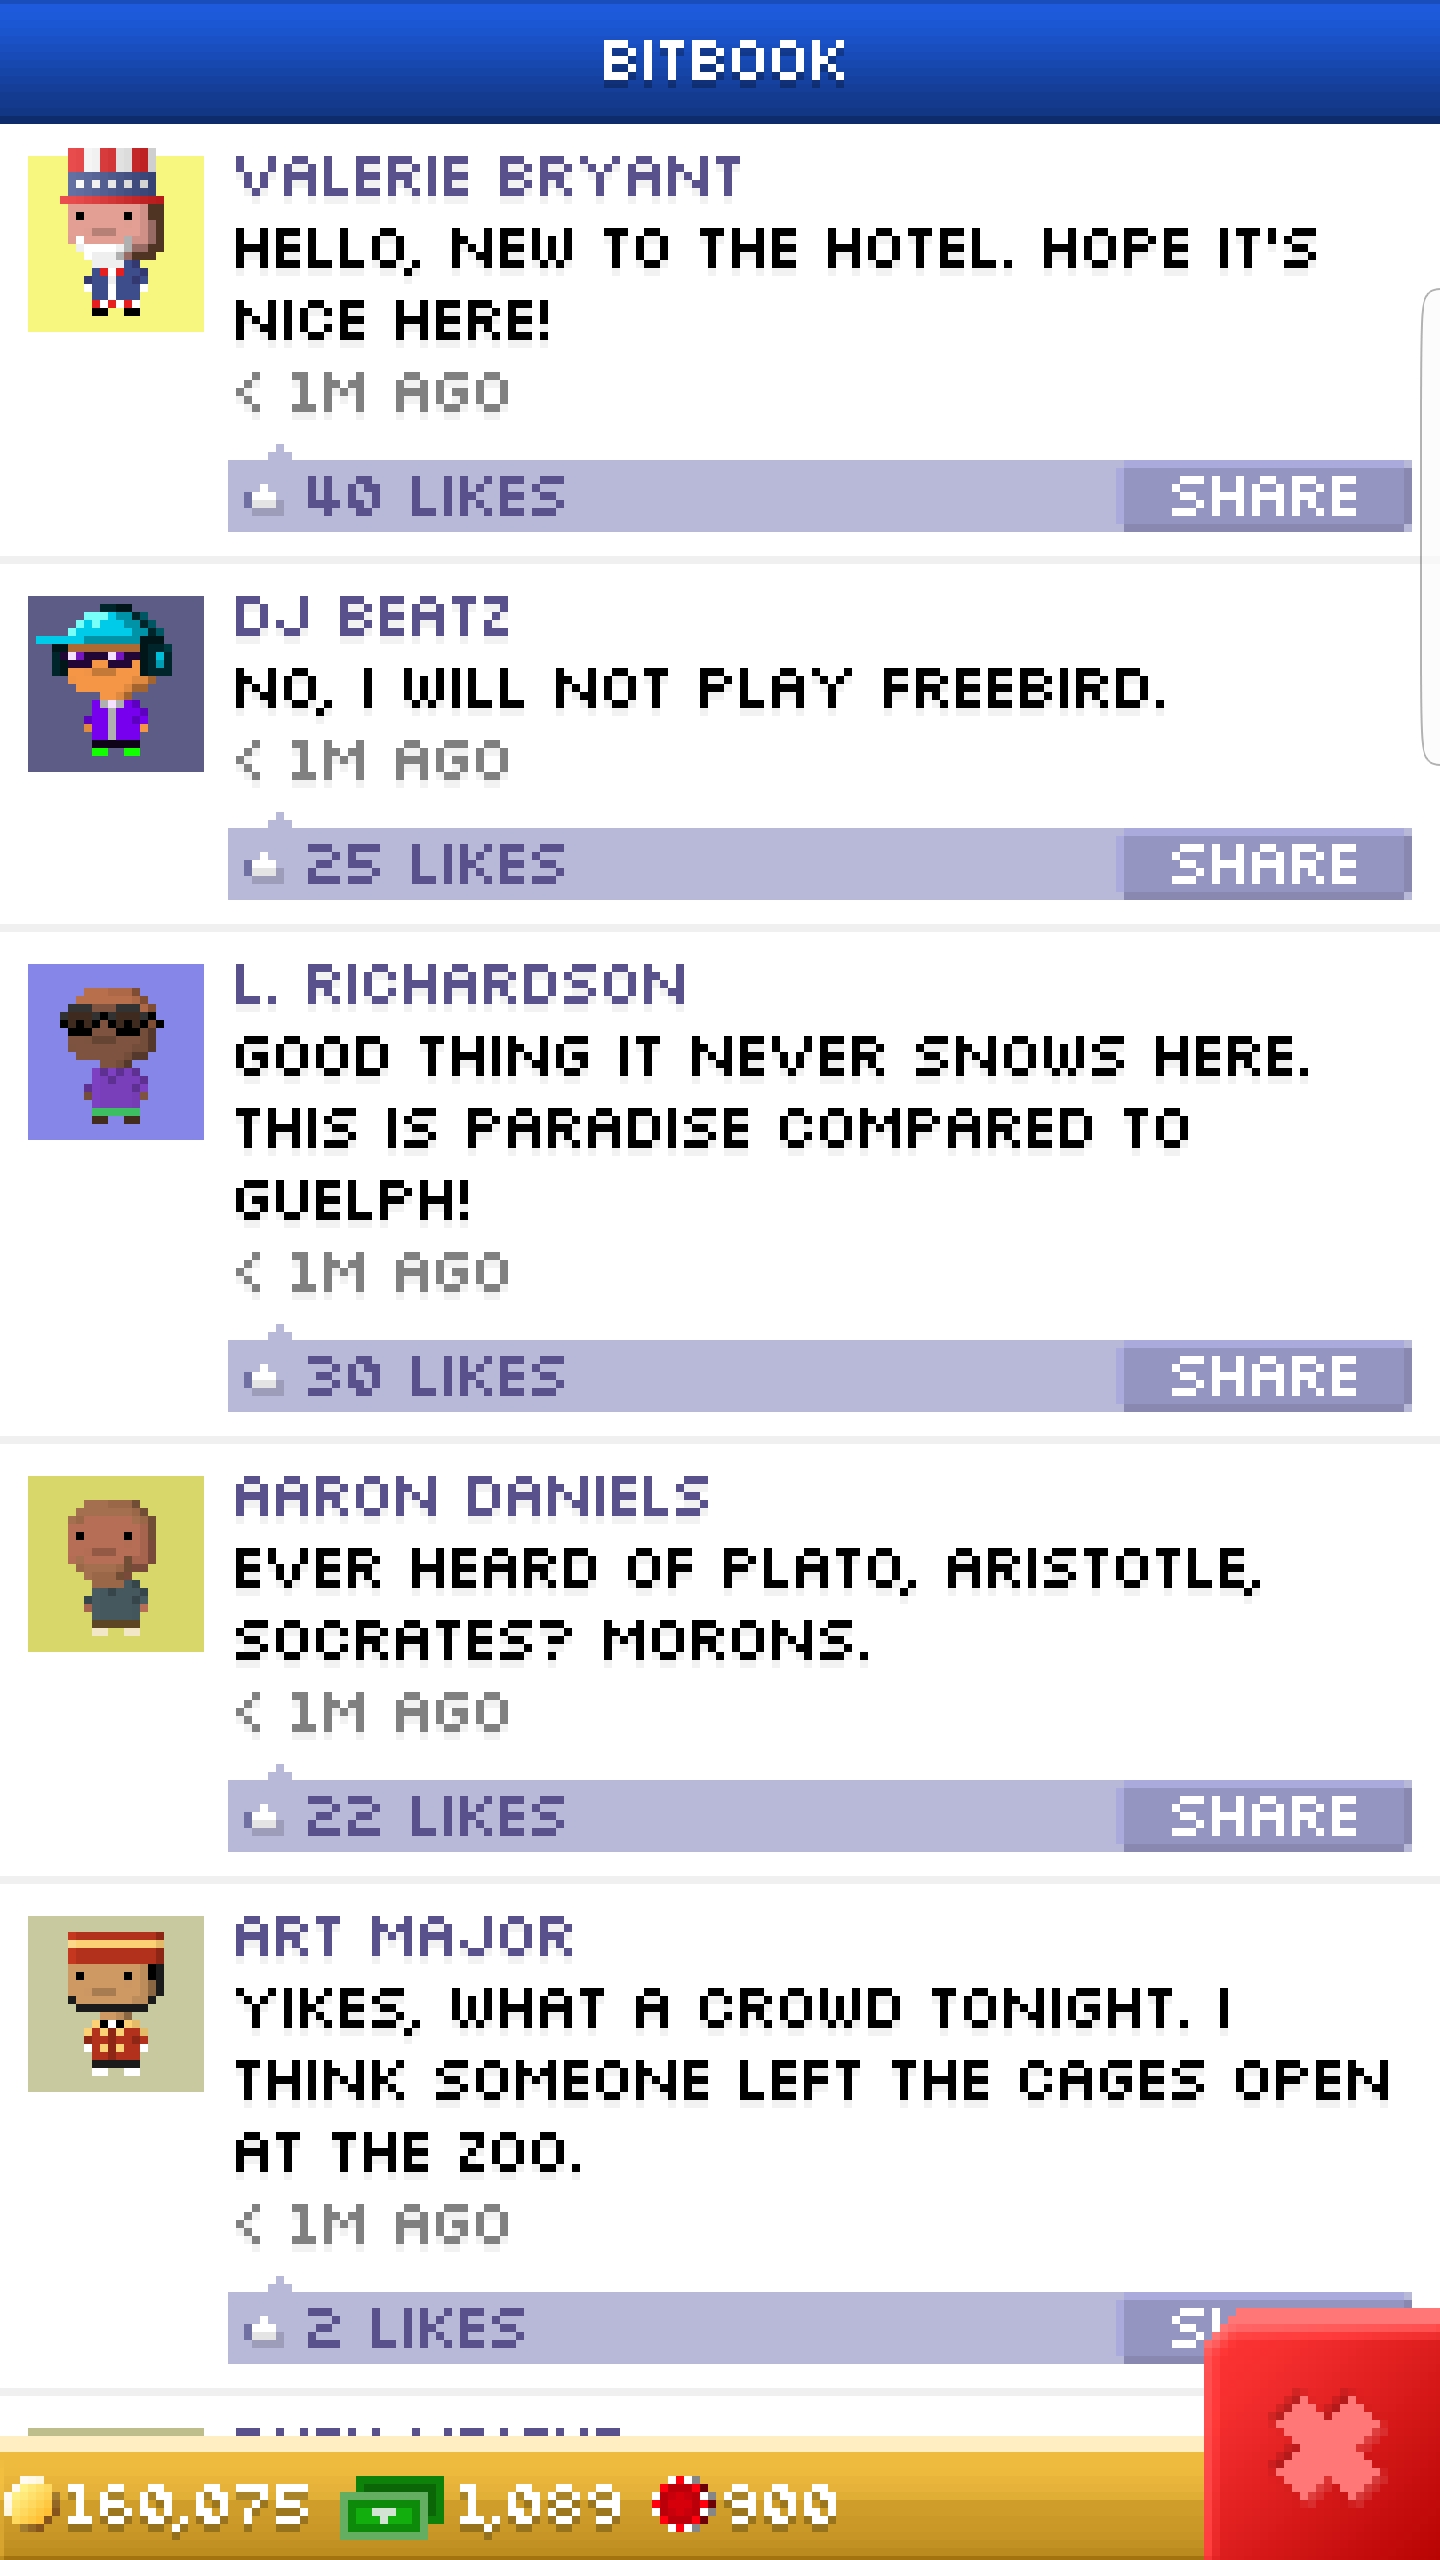 BITBOOK
VALERIE BRYANT
HELLO, NEW TO THE HOTEL. HOPE IT'S
NICE HERE!
< 1M AGO
40 LIKES SHARE
DJ BEATZ
NO, I WILL NOT PLAY FREEBIRD.
< 1M AGO
25 LIKES SHARE
L. RICHARDSON
GOOD THING IT NEVER SNOWS HERE.
THIS IS PARADISE COMPARED TO
GUELPH!
< 1M AGO
30 LIKES SHARE
AARON DANIELS
EVER HEARD OF PLATO, ARISTOTLE,
SOCRATES? MORONS.
< 1M AGO
22 LIKES SHARE
ART MAJOR
YIKES, WHAT A CROWD TONIGHT. I
THINK SOMEONE LEFT THE CAGES OPEN
AT THE ZOO.
< 1M AGO
2 LIKES
160,075 1,089 900